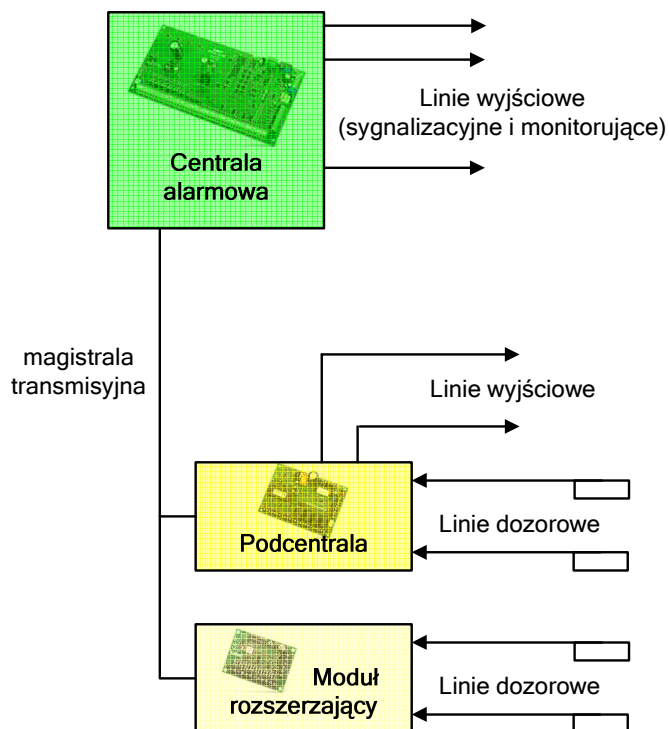 Linie wyjściowe
(sygnalizacyjne i monitorujące)
Centrala
alarmowa
magistrala
transmisyjna
Linie wyjściowe
Podcentrala
Linie dozorowe
Moduł
rozszerzający
Linie dozorowe